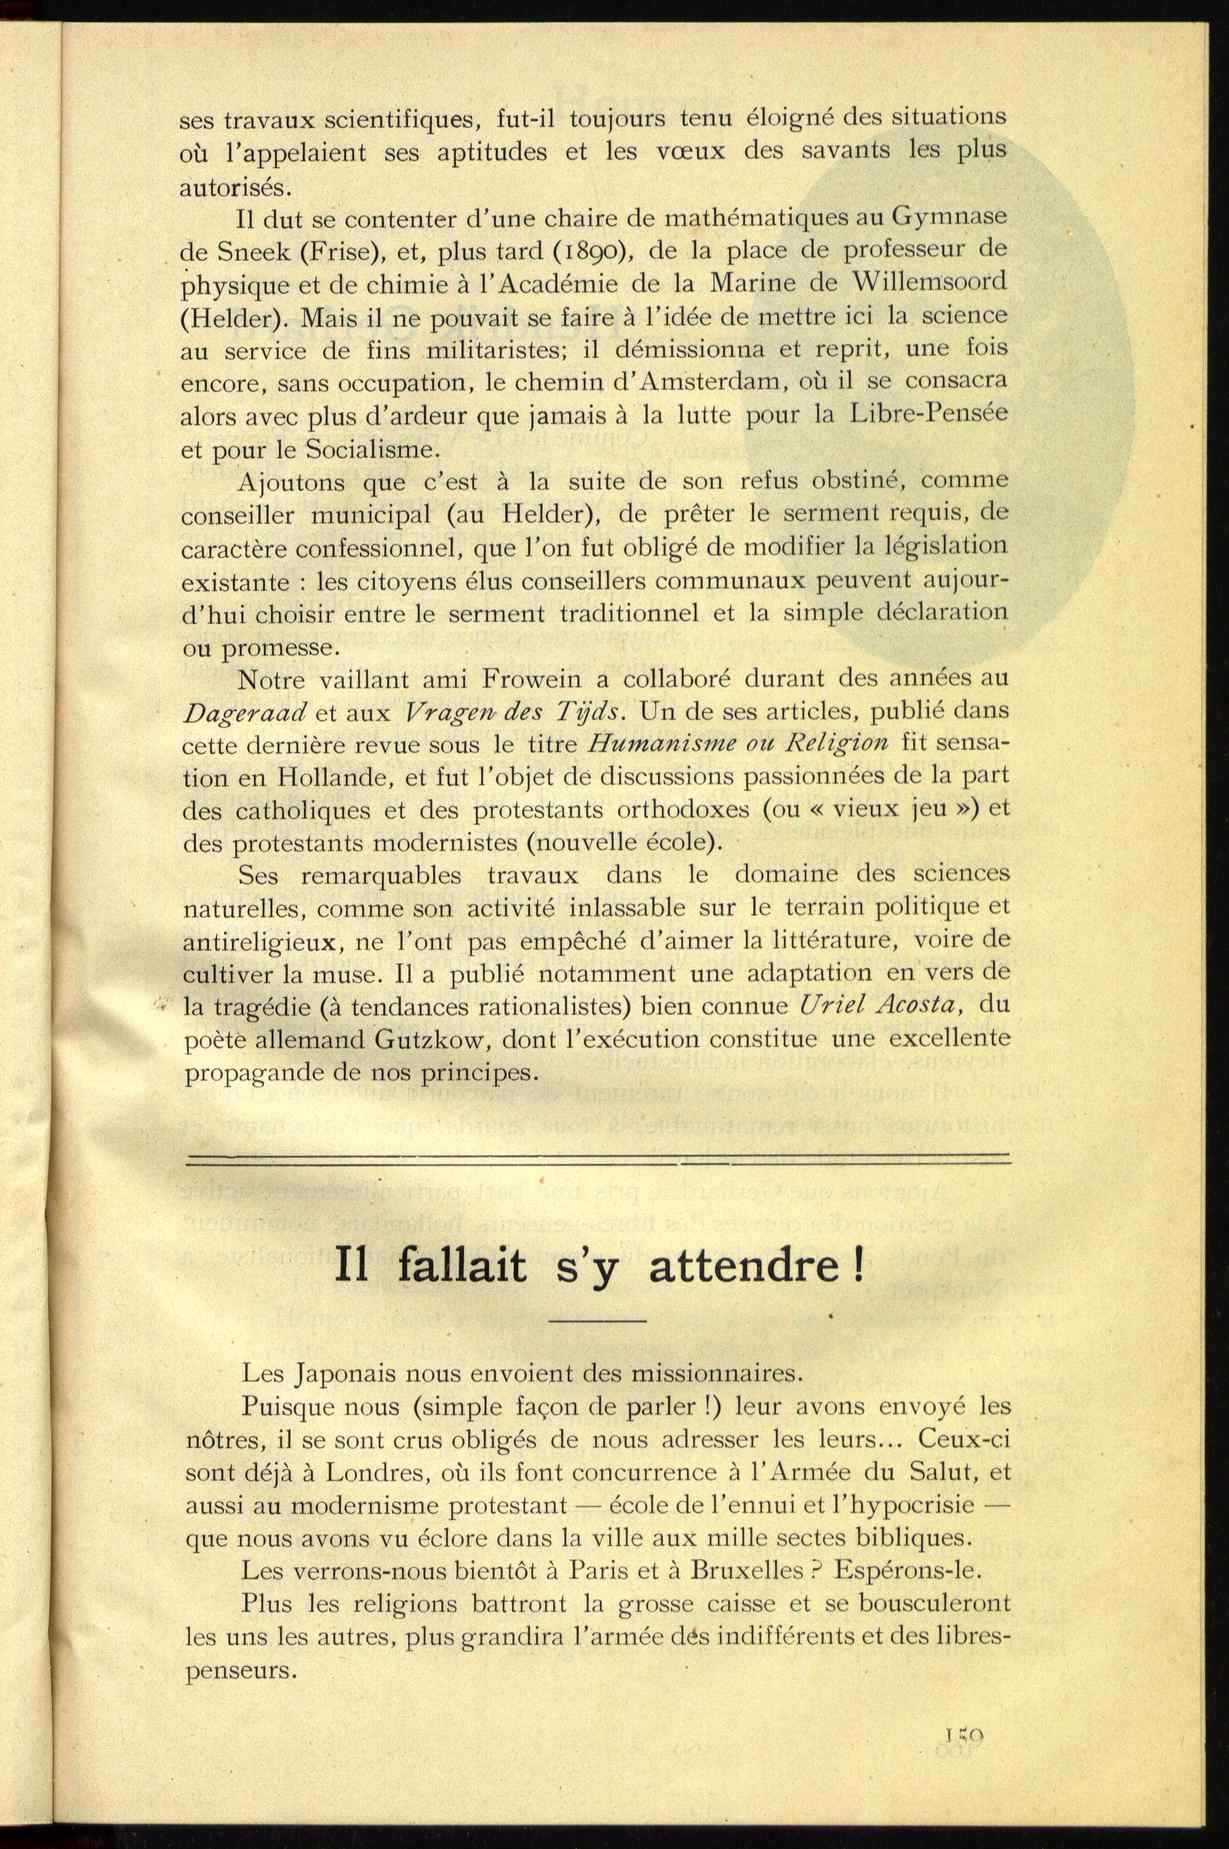 ses travaux scientifiques, fut-il toujours tenu éloigné des situations
où l'appelaient ses aptitudes et les vœux des savants les plus
autorisés.
Il dut se contenter d'une chaire de mathématiques au Gymnase
de Sneek (Frise), et, plus tard (1890), de la place de professeur de
physique et de chimie à l'Académie de la Marine de Willemsoord
(Helder). Mais il ne pouvait se faire à l'idée de mettre ici la science
au service de fins militaristes; il démissionna et reprit, une fois
encore, sans occupation, le chemin d'Amsterdam, où il se consacra
alors avec plus d'ardeur que jamais à la lutte pour la Libre-Pensée
et pour le Socialisme.
Ajoutons que c'est à la suite de son refus obstiné, comme
conseiller municipal (au Helder), de prêter le serment requis, de
caractère confessionnel, que l'on fut obligé de modifier la législation
existante : les citoyens élus conseillers communaux peuvent aujour-
d'hui choisir entre le serment traditionnel et la simple déclaration
ou promesse.
Notre vaillant ami Frowein a collaboré durant des années au
Dageraad et aux Vragen des Tijds. Un de ses articles, publié dans
cette dernière revue sous le titre Humanisme ou Religion fit sensa-
tion en Hollande, et fut l'objet de discussions passionnées de la part
des catholiques et des protestants orthodoxes (ou « vieux jeu ») et
des protestants modernistes (nouvelle école).
Ses remarquables travaux dans le domaine des sciences
naturelles, comme son activité inlassable sur le terrain politique et
antireligieux, ne l'ont pas empêché d'aimer la littérature, voire de
cultiver la muse. Il a publié notamment une adaptation en vers de
la tragédie (à tendances rationalistes) bien connue Uriel Acosta, du
poète allemand Gutzkow, dont l'exécution constitue une excellente
propagande de nos principes.
Il fallait s'y attendre !
Les Japonais nous envoient des missionnaires.
Puisque nous (simple façon de parler !) leur avons envoyé les
nôtres, il se sont crus obligés de nous adresser les leurs... Ceux-ci
sont déjà à Londres, où ils font concurrence à l'Armée du Salut, et
aussi au modernisme protestant — école de l'ennui et l'hypocrisie —
que nous avons vu éclore dans la ville aux mille sectes bibliques.
Les verrons-nous bientôt à Paris et à Bruxelles ? Espérons-le.
Plus les religions battront la grosse caisse et se bousculeront
les uns les autres, plus grandira l'armée des indifférents et des libres-
penseurs.